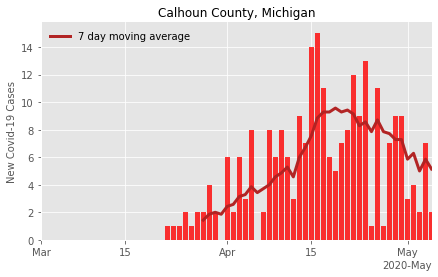 Calhoun County, Michigan
7 day moving average
New Covid-19 Cases
14
12
10
8
6
4
2
0
Mar 15 Apr 15 May
2020-May